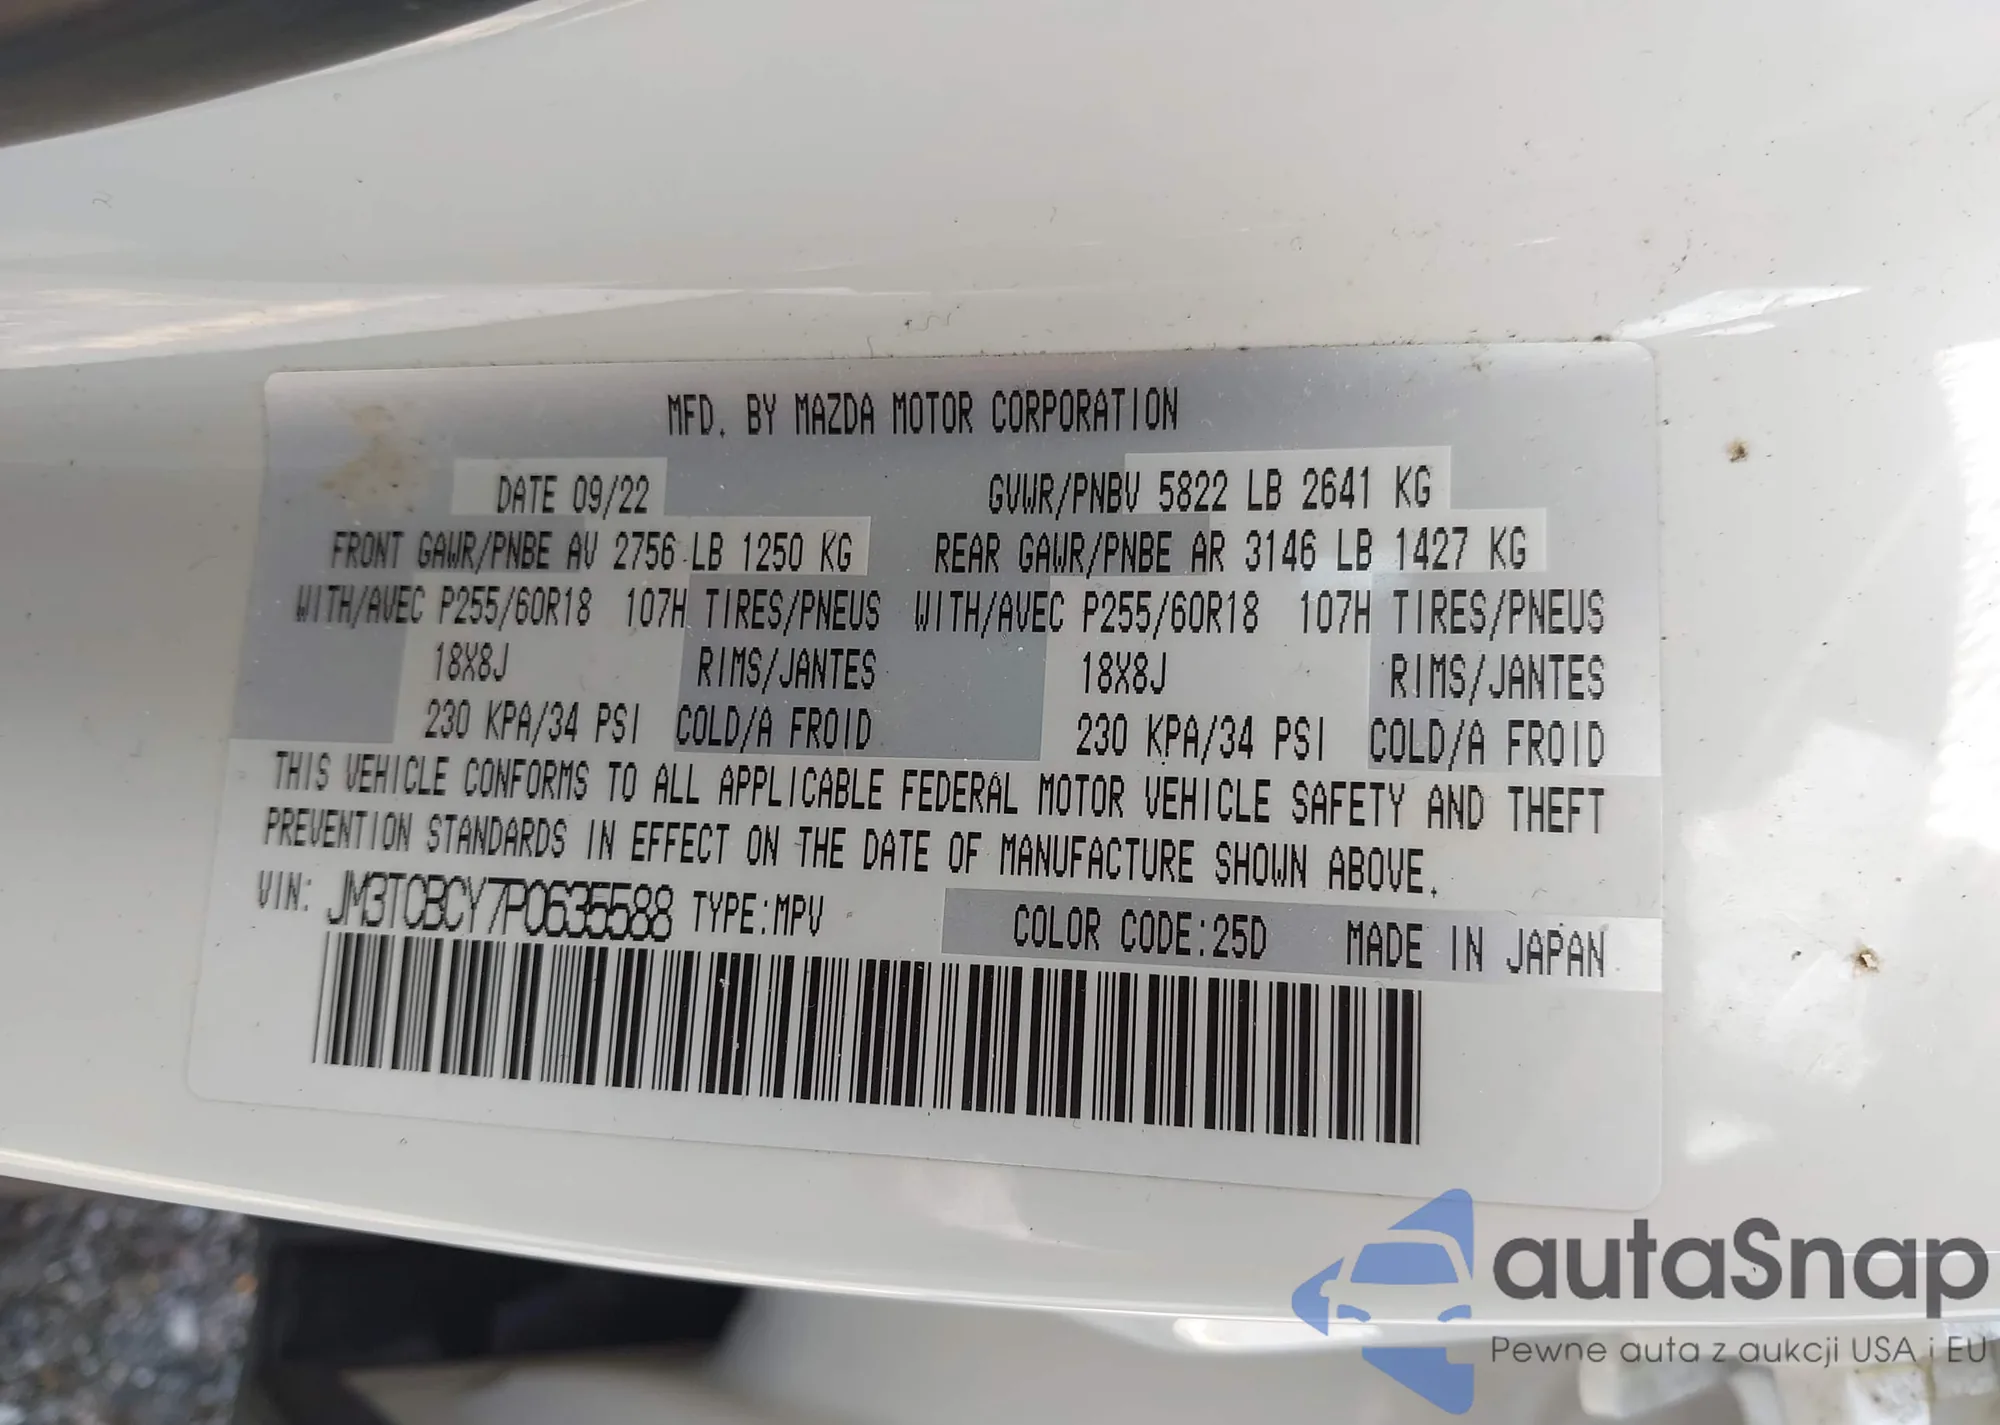 MFD. BY MAZDA MOTOR CORPORATION
DATE 09/22 GVWR/PNBV 5822 LB 2641 KG
FRONT GAWR/PNBE AV 2756 LB 1250 KG REAR GAWR/PNBE AR 3146 LB 1427 KG
WITH/AVEC P255/60R18 107H TIRES/PNEUS WITH/AVEC P255/60R18 107H TIRES/PNEUS
18X8J RIMS/JANTES 18X8J RIMS/JANTES
230 KPA/34 PSI COLD/A FROID 230 KPA/34 PSI COLD/A FROID
THIS VEHICLE CONFORMS TO ALL APPLICABLE FEDERAL MOTOR VEHICLE SAFETY AND THEFT
PREVENTION STANDARDS IN EFFECT ON THE DATE OF MANUFACTURE SHOWN ABOVE.
VIN: JM3TCBCY7P0635588 TYPE:MPV COLOR CODE:25D MADE IN JAPAN
autaSnap
Pewne auta z aukcji USA i EU